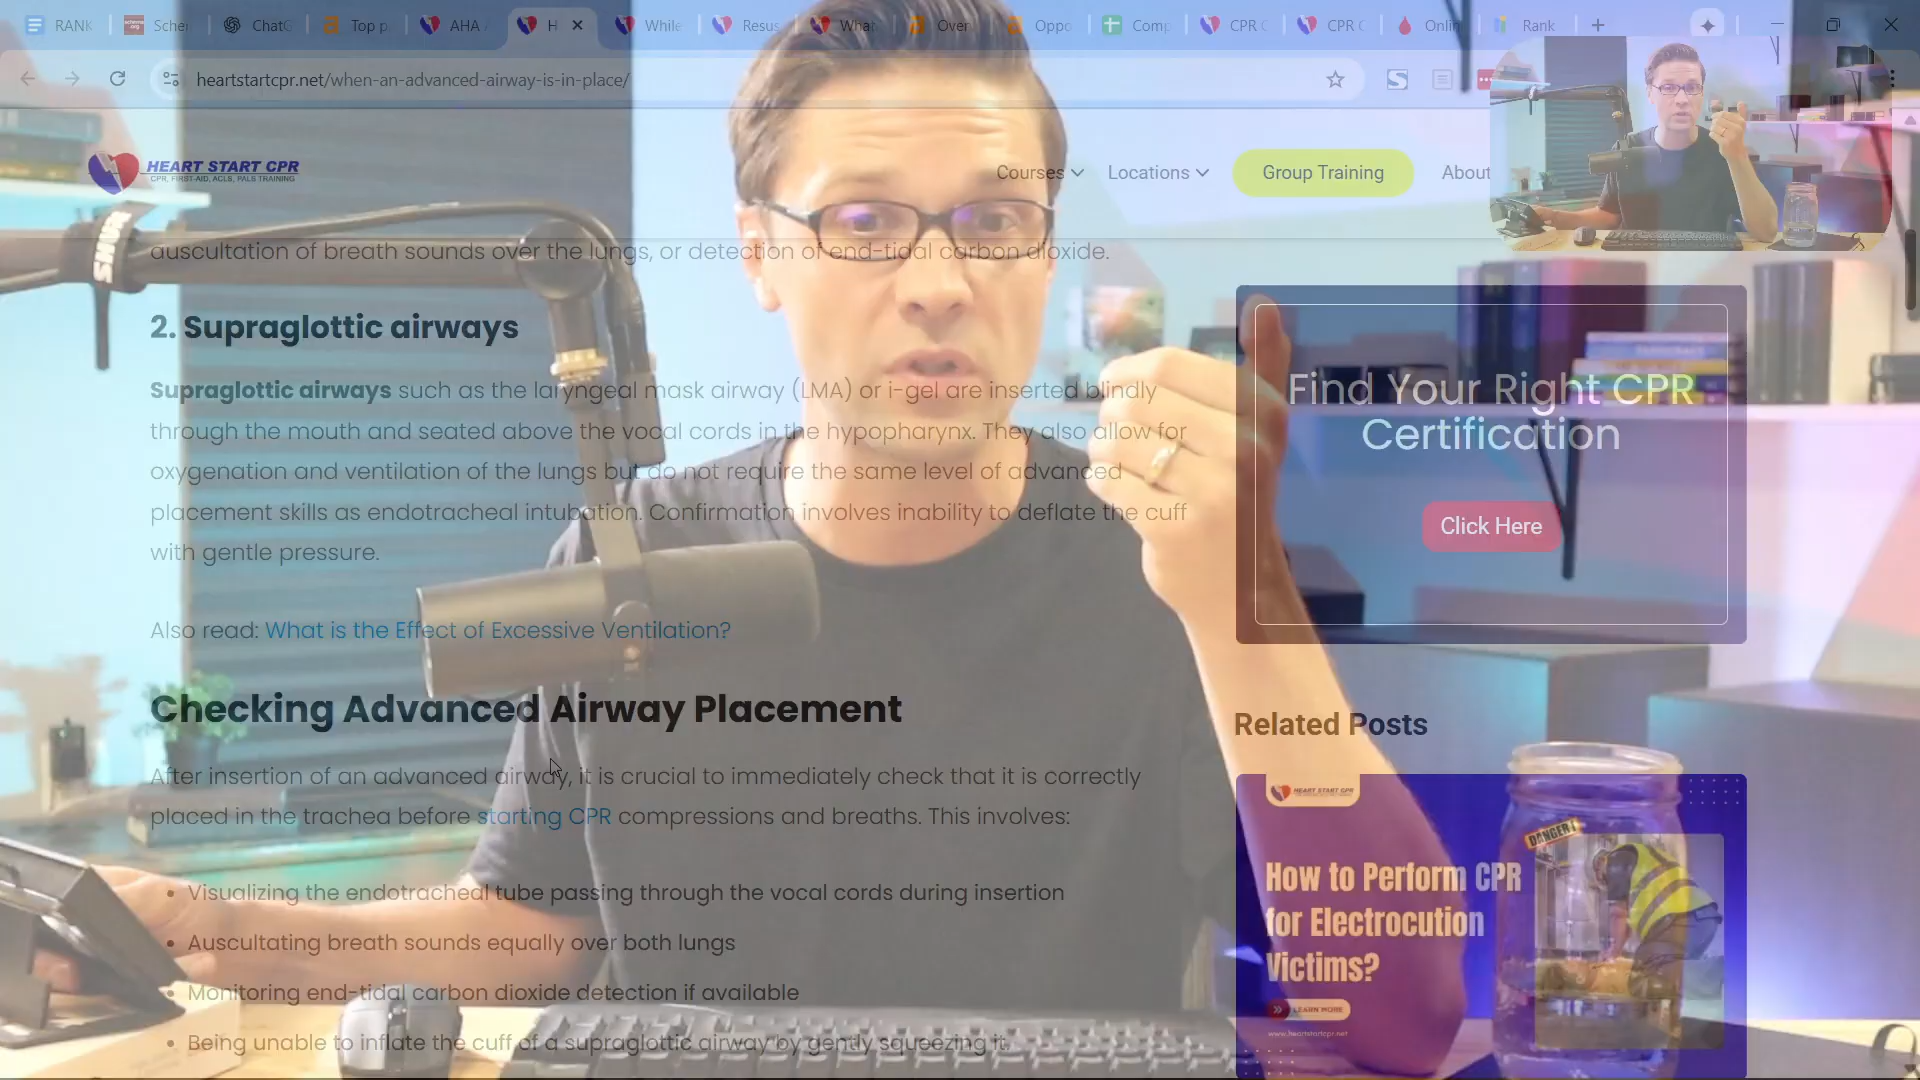 RANK
Scher
ChatG
Top p
AHA
H
While
Resus
What
Over
Oppo
Comp
CPR C
CPR C
Onlin
Rank
heartstartcpr.net/when-an-advanced-airway-is-in-place/
HEART START CPR
CPR, FIRST-AID, ACLS, PALS TRAINING
Courses
Locations
Group Training
About
auscultation of breath sounds over the lungs, or detection of end-tidal carbon dioxide.
2. Supraglottic airways
Supraglottic airways such as the laryngeal mask airway (LMA) or i-gel are inserted blindly
through the mouth and seated above the vocal cords in the hypopharynx. They also allow for
oxygenation and ventilation of the lungs but do not require the same level of advanced
placement skills as endotracheal intubation. Confirmation involves inability to deflate the cuff
with gentle pressure.
Also read: What is the Effect of Excessive Ventilation?
Checking Advanced Airway Placement
After insertion of an advanced airway, it is crucial to immediately check that it is correctly
placed in the trachea before starting CPR compressions and breaths. This involves:
• Visualizing the endotracheal tube passing through the vocal cords during insertion
• Auscultating breath sounds equally over both lungs
• Monitoring end-tidal carbon dioxide detection if available
• Being unable to inflate the cuff of a supraglottic airway by gently squeezing it.
Find Your Right CPR
Certification
Click Here
Related Posts
HEART START CPR
DANGER!
How to Perform CPR
for Electrocution
Victims?
LEARN MORE
www.heartstartcpr.net
SHURE